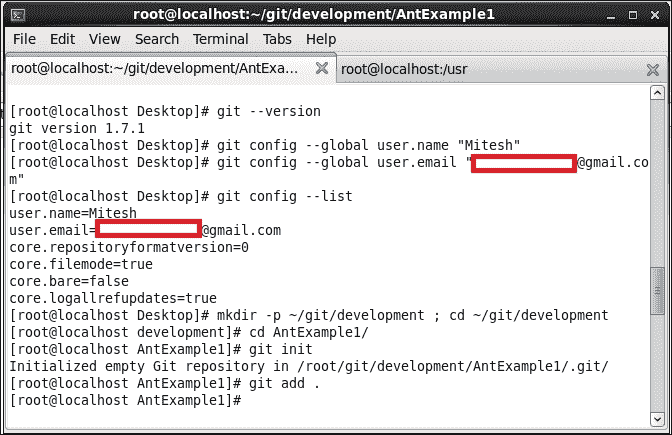 root@localhost:~/git/development/AntExample1
File Edit View Search Terminal Tabs Help
root@localhost:~/git/development/AntExa... root@localhost:/usr
[root@localhost Desktop]# git --version
git version 1.7.1
[root@localhost Desktop]# git config --global user.name "Mitesh"
[root@localhost Desktop]# git config --global user.email "@gmail.co
m"
[root@localhost Desktop]# git config --list
user.name=Mitesh
user.email=@gmail.com
core.repositoryformatversion=0
core.filemode=true
core.bare=false
core.logallrefupdates=true
[root@localhost Desktop]# mkdir -p ~/git/development ; cd ~/git/development
[root@localhost development]# cd AntExample1/
[root@localhost AntExample1]# git init
Initialized empty Git repository in /root/git/development/AntExample1/.git/
[root@localhost AntExample1]# git add .
[root@localhost AntExample1]#